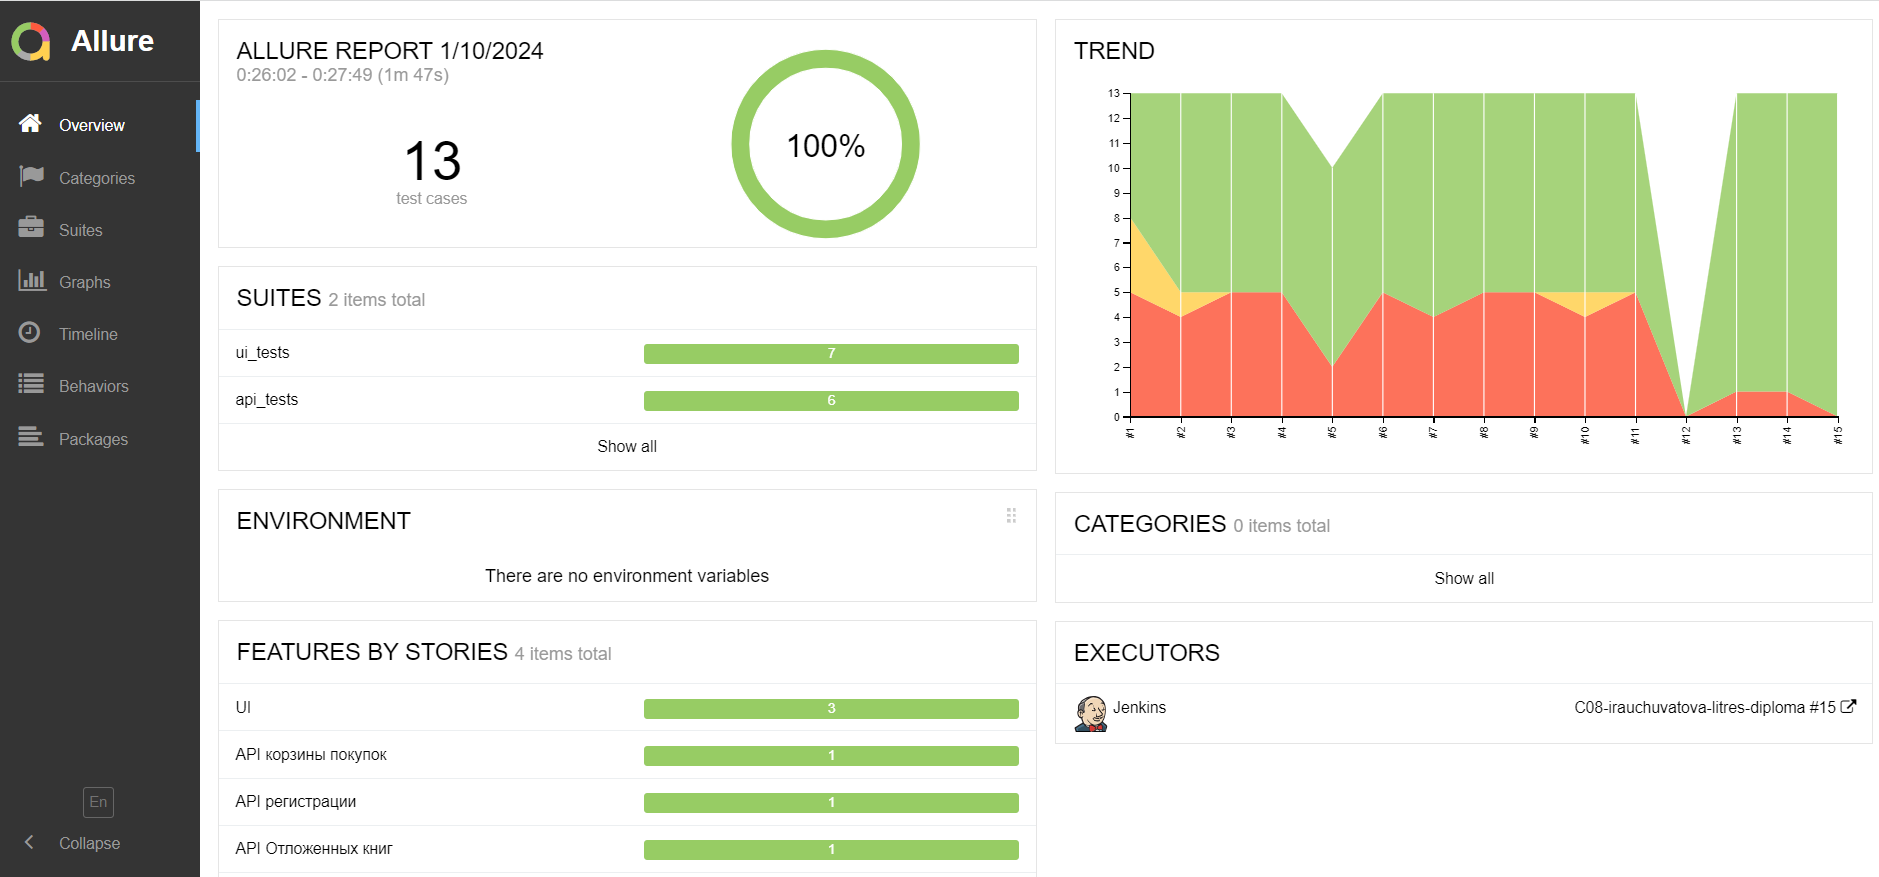 Allure
Overview
Categories
Suites
Graphs
Timeline
Behaviors
Packages
En
Collapse
ALLURE REPORT 1/10/2024
0:26:02 - 0:27:49 (1m 47s)
13
test cases
100%
SUITES 2 items total
ui_tests 7
api_tests 6
Show all
ENVIRONMENT
There are no environment variables
FEATURES BY STORIES 4 items total
UI 3
API корзины покупок 1
API регистрации 1
API Отложенных книг 1
TREND
13
12
11
10
9
8
7
6
5
4
3
2
1
0
#1 #2 #3 #4 #5 #6 #7 #8 #9 #10 #11 #12 #13 #14 #15
CATEGORIES 0 items total
Show all
EXECUTORS
Jenkins C08-irauchuvatova-litres-diploma #15